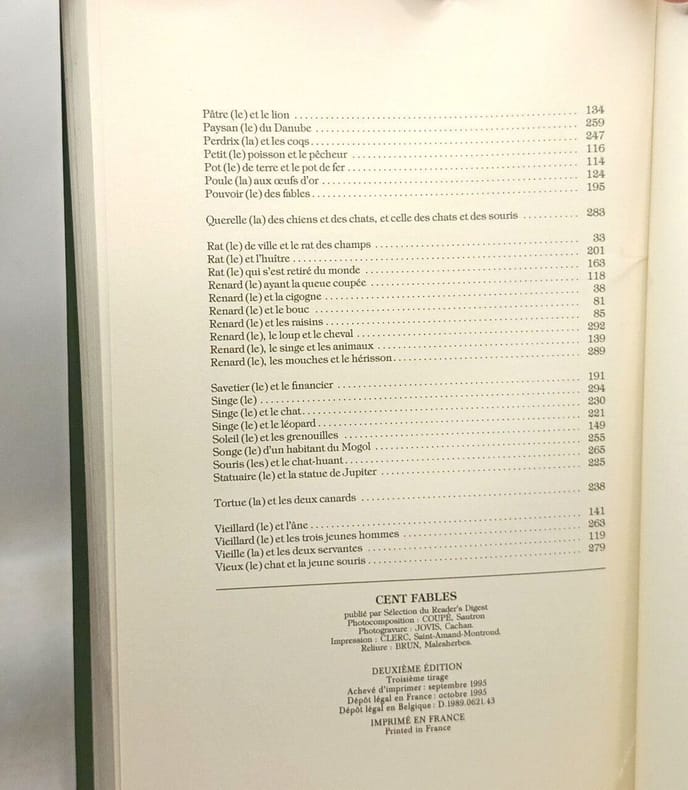 Pâtre (le) et le lion ........ 134
Paysan (le) du Danube ........ 259
Perdrix (la) et les coqs ........ 247
Petit (le) poisson et le pêcheur ........ 116
Pot (le) de terre et le pot de fer ........ 114
Poule (la) aux œufs d'or ........ 124
Pouvoir (le) des fables ........ 195
Querelle (la) des chiens et des chats, et celle des chats et des souris ........ 283
Rat (le) de ville et le rat des champs ........ 33
Rat (le) et l'huître ........ 201
Rat (le) qui s'est retiré du monde ........ 163
Renard (le) ayant la queue coupée ........ 118
Renard (le) et la cigogne ........ 38
Renard (le) et le bouc ........ 81
Renard (le) et les raisins ........ 85
Renard (le), le loup et le cheval ........ 292
Renard (le), le singe et les animaux ........ 139
Renard (le), les mouches et le hérisson ........ 289
Savetier (le) et le financier ........ 191
Singe (le) ........ 294
Singe (le) et le chat ........ 230
Singe (le) et le léopard ........ 221
Soleil (le) et les grenouilles ........ 149
Songe (le) d'un habitant du Mogol ........ 255
Souris (les) et le chat-huant ........ 265
Statuaire (le) et la statue de Jupiter ........ 225
Tortue (la) et les deux canards ........ 238
Vieillard (le) et l'âne ........ 141
Vieillard (le) et les trois jeunes hommes ........ 263
Vieille (la) et les deux servantes ........ 119
Vieux (le) chat et la jeune souris ........ 279
CENT FABLES
publié par Sélection du Reader's Digest
Photocomposition : COUPÉ, Sautron
Photogravure : JOVIS, Cachan.
Impression : CLERC, Saint-Amand-Montrond.
Reliure : BRUN, Malesherbes.
DEUXIÈME ÉDITION
Troisième tirage
Achevé d'imprimer : septembre 1995
Dépôt légal en France : octobre 1995
Dépôt légal en Belgique : D.1989.0621.43
IMPRIMÉ EN FRANCE
Printed in France